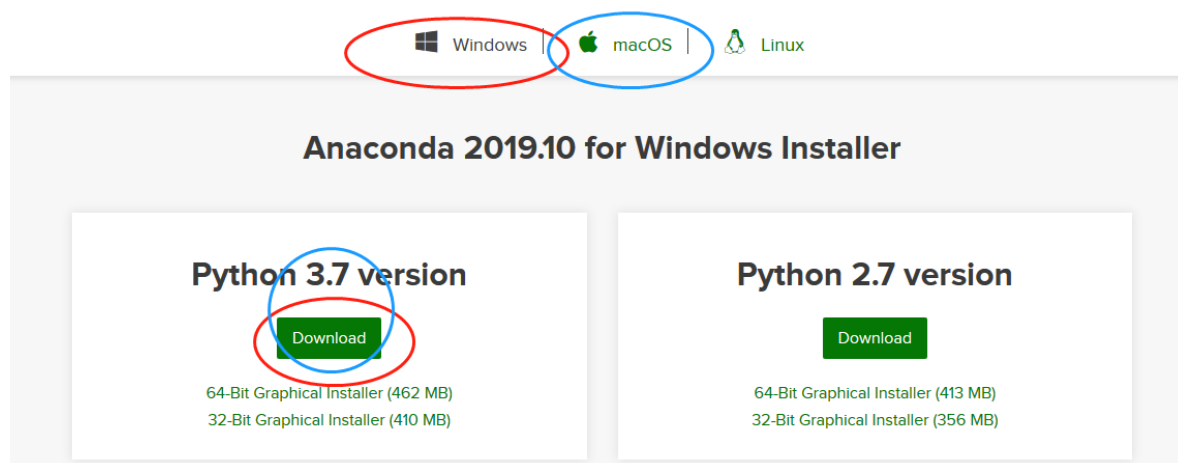 Windows macOS Linux
Anaconda 2019.10 for Windows Installer
Python 3.7 version
Download
64-Bit Graphical Installer (462 MB)
32-Bit Graphical Installer (410 MB)
Python 2.7 version
Download
64-Bit Graphical Installer (413 MB)
32-Bit Graphical Installer (356 MB)